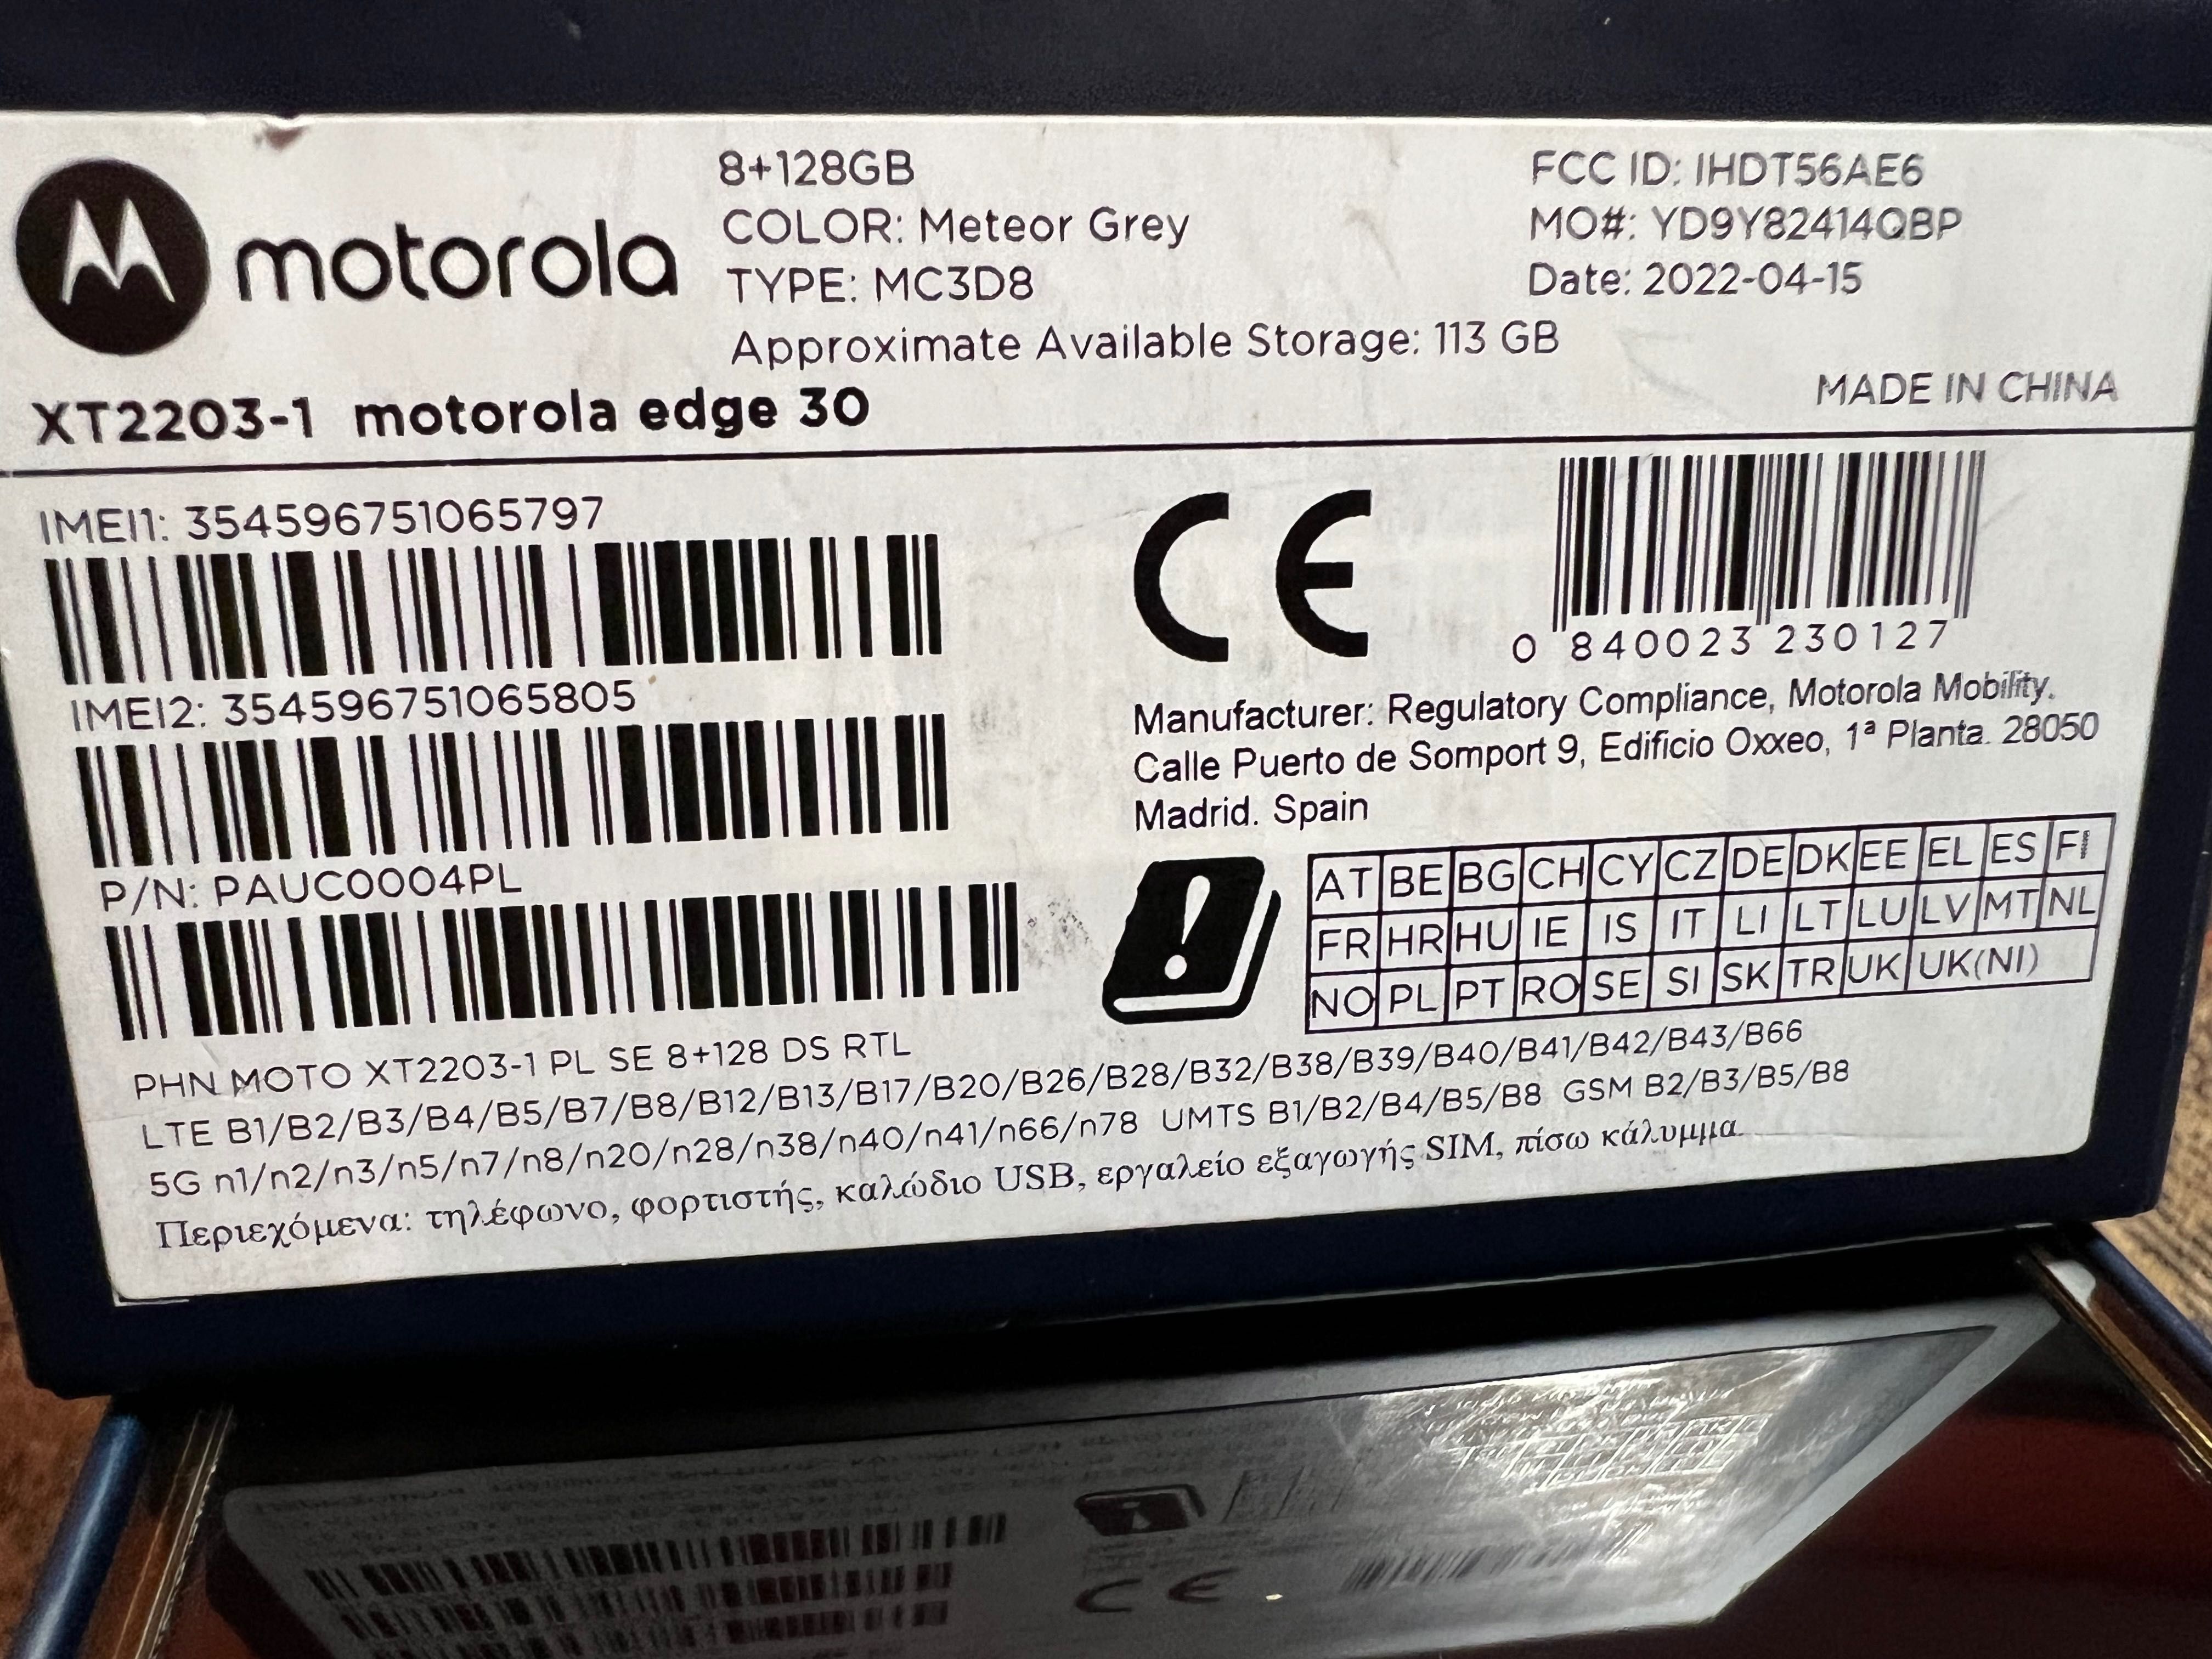 8+128GB
COLOR: Meteor Grey
TYPE: MC3D8
Approximate Available Storage: 113 GB
FCC ID: IHDT56AE6
MO#: YD9Y82414QBP
Date: 2022-04-15
motorola
XT2203-1 motorola edge 30
MADE IN CHINA
IMEI1: 354596751065797
IMEI2: 354596751065805
P/N: PAUC0004PL
CE
0 840023 230127
Manufacturer: Regulatory Compliance, Motorola Mobility.
Calle Puerto de Somport 9, Edificio Oxxeo, 1ª Planta. 28050
Madrid. Spain
AT BE BG CH CY CZ DE DK EE EL ES FI
FR HR HU IE IS IT LI LT LU LV MT NL
NO PL PT RO SE SI SK TR UK UK(NI)
PHN MOTO XT2203-1 PL SE 8+128 DS RTL
LTE B1/B2/B3/B4/B5/B7/B8/B12/B13/B17/B20/B26/B28/B32/B38/B39/B40/B41/B42/B43/B66
5G n1/n2/n3/n5/n7/n8/n20/n28/n38/n40/n41/n66/n78 UMTS B1/B2/B4/B5/B8 GSM B2/B3/B5/B8
Περιεχόμενα: τηλέφωνο, φορτιστής, καλώδιο USB, εργαλείο εξαγωγής SIM, πίσω κάλυμμα